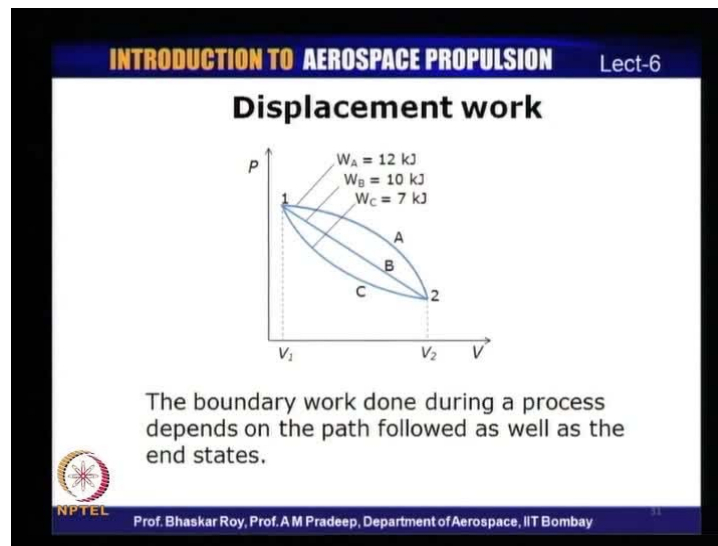 INTRODUCTION TO AEROSPACE PROPULSION Lect-6
Displacement work
P
W_A = 12 kJ
W_B = 10 kJ
W_C = 7 kJ
1
A
B
C
2
V_1 V_2 V
The boundary work done during a process
depends on the path followed as well as the
end states.
NPTEL
Prof. Bhaskar Roy, Prof. A M Pradeep, Department of Aerospace, IIT Bombay
31